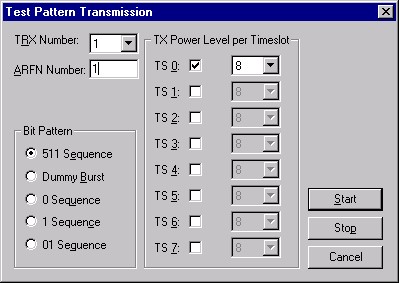 Test Pattern Transmission
TRX Number: 1
ARFN Number: 1
Bit Pattern
511 Sequence
Dummy Burst
0 Sequence
1 Sequence
01 Sequence
TX Power Level per Timeslot
TS 0: 8
TS 1: 8
TS 2: 8
TS 3: 8
TS 4: 8
TS 5: 8
TS 6: 8
TS 7: 8
Start
Stop
Cancel